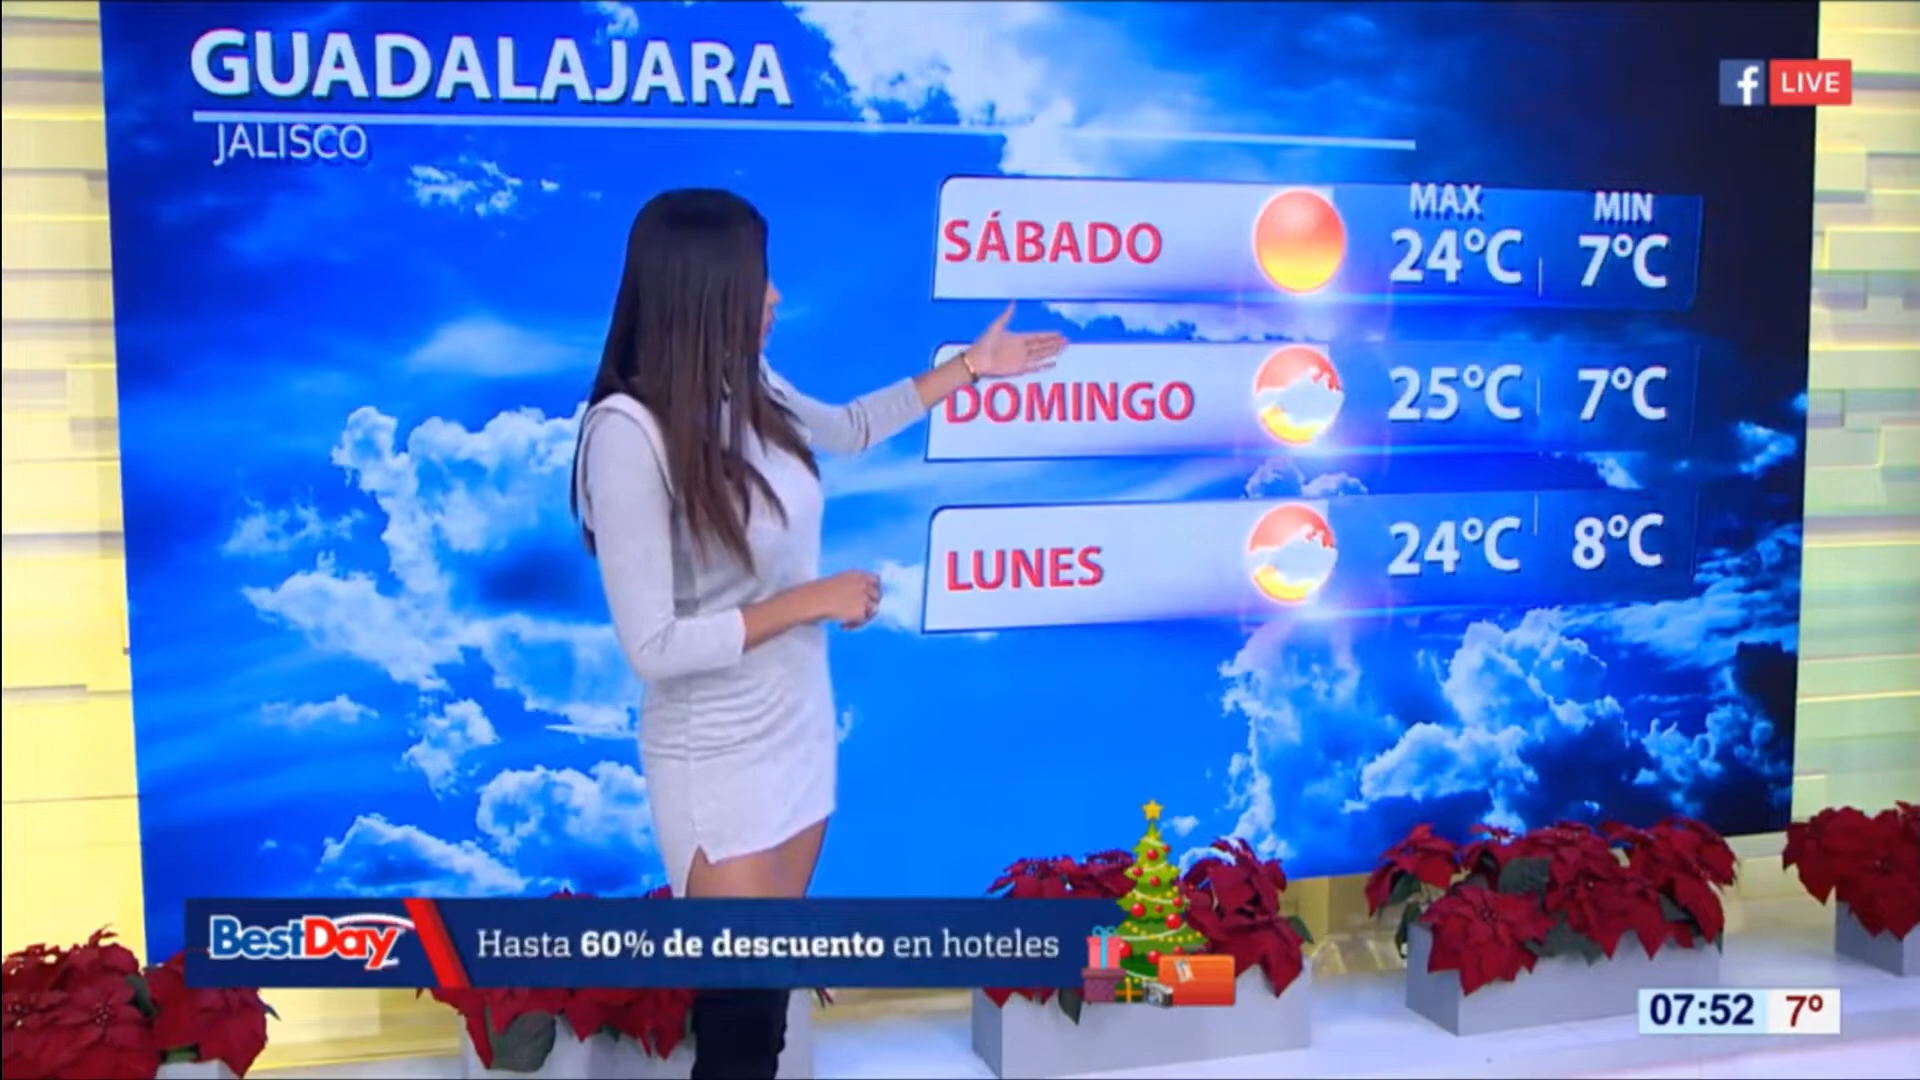 GUADALAJARA
JALISCO
f LIVE
MAX MIN
SÁBADO 24°C 7°C
DOMINGO 25°C 7°C
LUNES 24°C 8°C
BestDay Hasta 60% de descuento en hoteles
07:52 7°